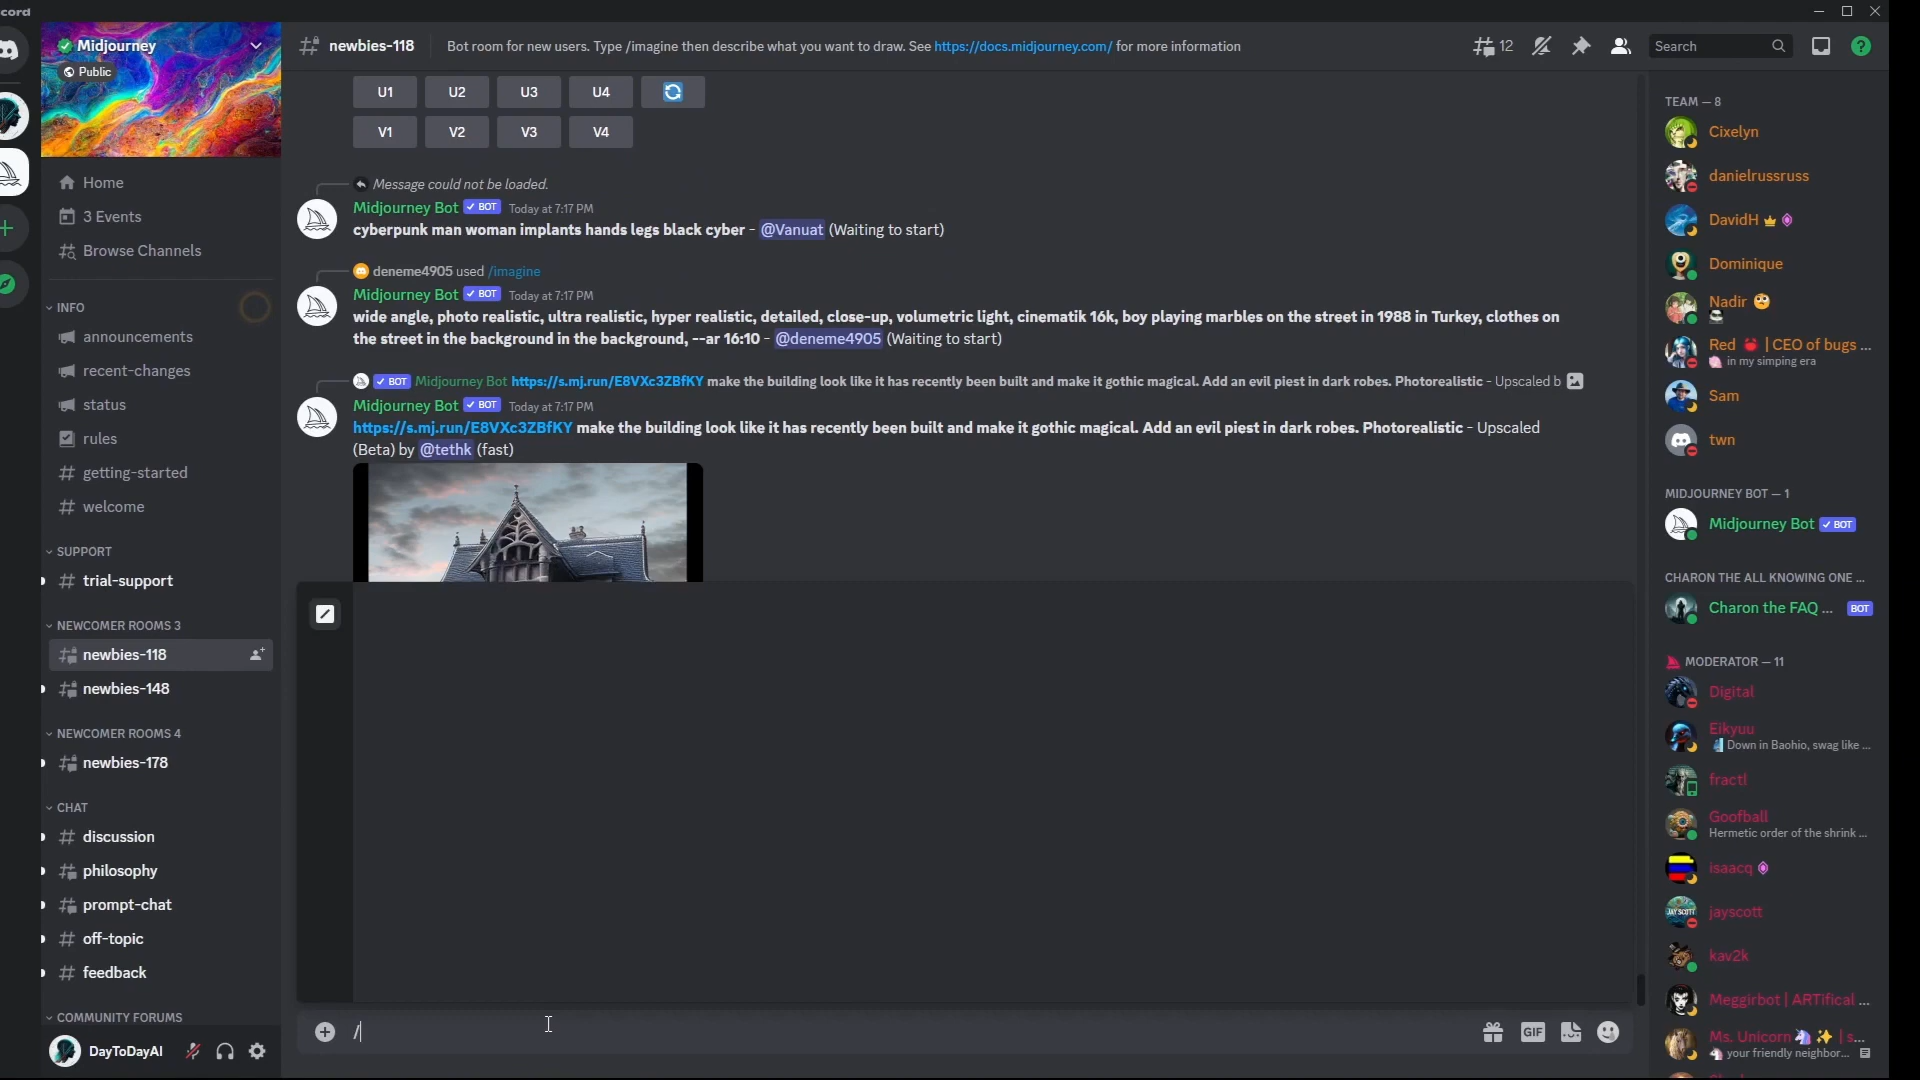 cord
Midjourney
Public
Home
3 Events
Browse Channels
INFO
announcements
recent-changes
status
rules
getting-started
welcome
SUPPORT
trial-support
NEWCOMER ROOMS 3
newbies-118
newbies-148
NEWCOMER ROOMS 4
newbies-178
CHAT
discussion
philosophy
prompt-chat
off-topic
feedback
COMMUNITY FORUMS
DayToDayAI
newbies-118
Bot room for new users. Type /imagine then describe what you want to draw. See https://docs.midjourney.com/ for more information
12
Search
U1 U2 U3 U4
V1 V2 V3 V4
Message could not be loaded.
Midjourney Bot ✓ BOT Today at 7:17 PM
cyberpunk man woman implants hands legs black cyber - @Vanuat (Waiting to start)
deneme4905 used /imagine
Midjourney Bot ✓ BOT Today at 7:17 PM
wide angle, photo realistic, ultra realistic, hyper realistic, detailed, close-up, volumetric light, cinematik 16k, boy playing marbles on the street in 1988 in Turkey, clothes on
the street in the background in the background, --ar 16:10 - @deneme4905 (Waiting to start)
✓ BOT Midjourney Bot https://s.mj.run/E8VXc3ZBfKY make the building look like it has recently been built and make it gothic magical. Add an evil piest in dark robes. Photorealistic - Upscaled b
Midjourney Bot ✓ BOT Today at 7:17 PM
https://s.mj.run/E8VXc3ZBfKY make the building look like it has recently been built and make it gothic magical. Add an evil piest in dark robes. Photorealistic - Upscaled
(Beta) by @tethk (fast)
/
GIF
TEAM — 8
Cixelyn
danielrussruss
DavidH
Dominique
Nadir 🧐
Red 🦀 | CEO of bugs ...
in my simping era
Sam
twn
MIDJOURNEY BOT — 1
Midjourney Bot ✓ BOT
CHARON THE ALL KNOWING ONE ...
Charon the FAQ ... BOT
MODERATOR — 11
Digital
Eikyuu
Down in Baohio, swag like ...
fractl
Goofball
Hermetic order of the shrink ...
isaacq
jayscott
kav2k
Meggirbot | ARTifical ...
Ms. Unicorn 🦄 ✨ | s...
🦄 your friendly neighbor...